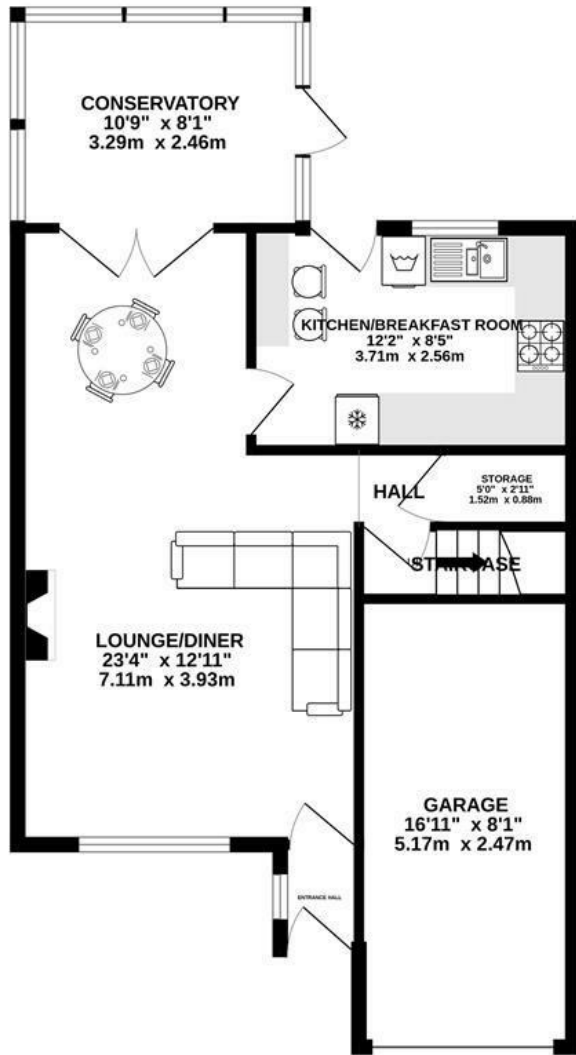 CONSERVATORY
10'9" x 8'1"
3.29m x 2.46m
KITCHEN/BREAKFAST ROOM
12'2" x 8'5"
3.71m x 2.56m
HALL
STORAGE
5'0" x 2'11"
1.52m x 0.88m
STAIRCASE
LOUNGE/DINER
23'4" x 12'11"
7.11m x 3.93m
GARAGE
16'11" x 8'1"
5.17m x 2.47m
ENTRANCE HALL